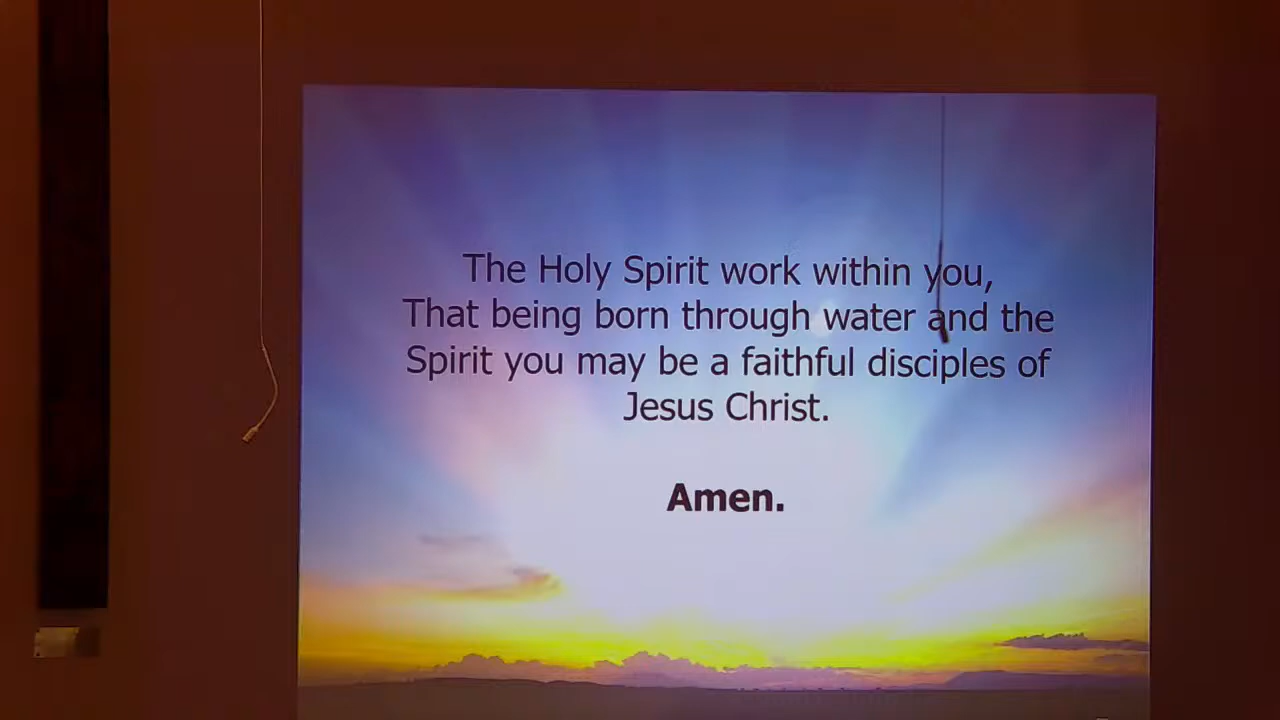 The Holy Spirit work within you,
That being born through water and the
Spirit you may be a faithful disciples of
Jesus Christ.
Amen.